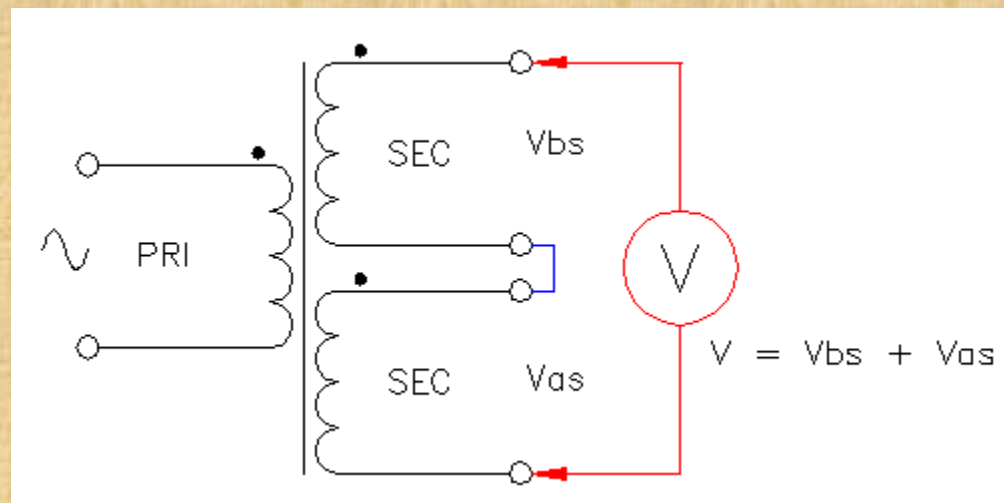 SEC Vbs
PRI
V
V = Vbs + Vas
SEC Vas